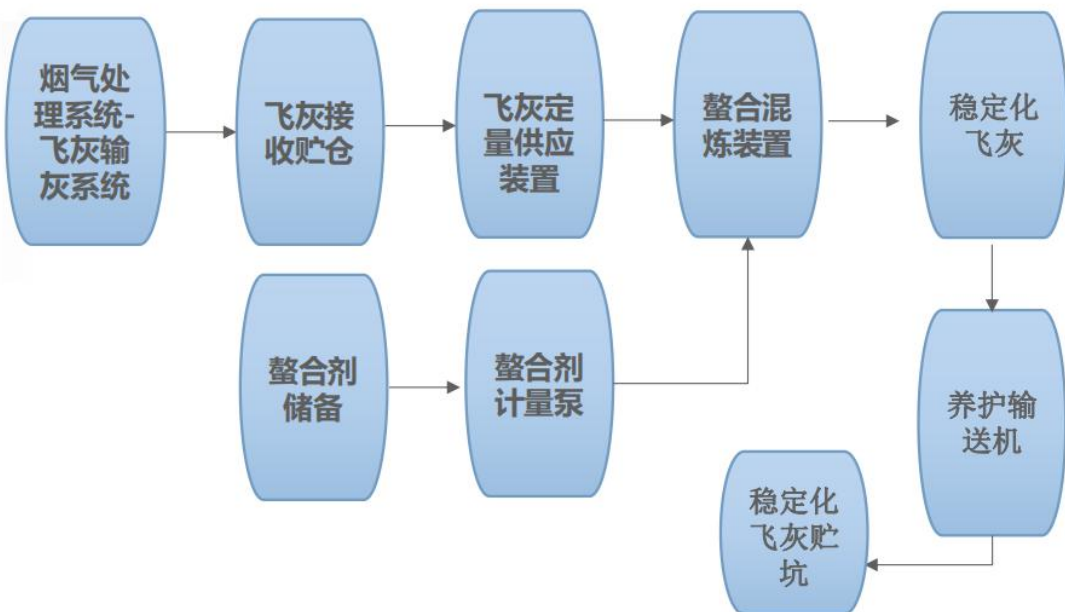 烟气处
理系统-
飞灰输
灰系统
飞灰接
收贮仓
飞灰定
量供应
装置
螯合混
炼装置
稳定化
飞灰
螯合剂
储备
螯合剂
计量泵
养护输
送机
稳定化
飞灰贮
坑